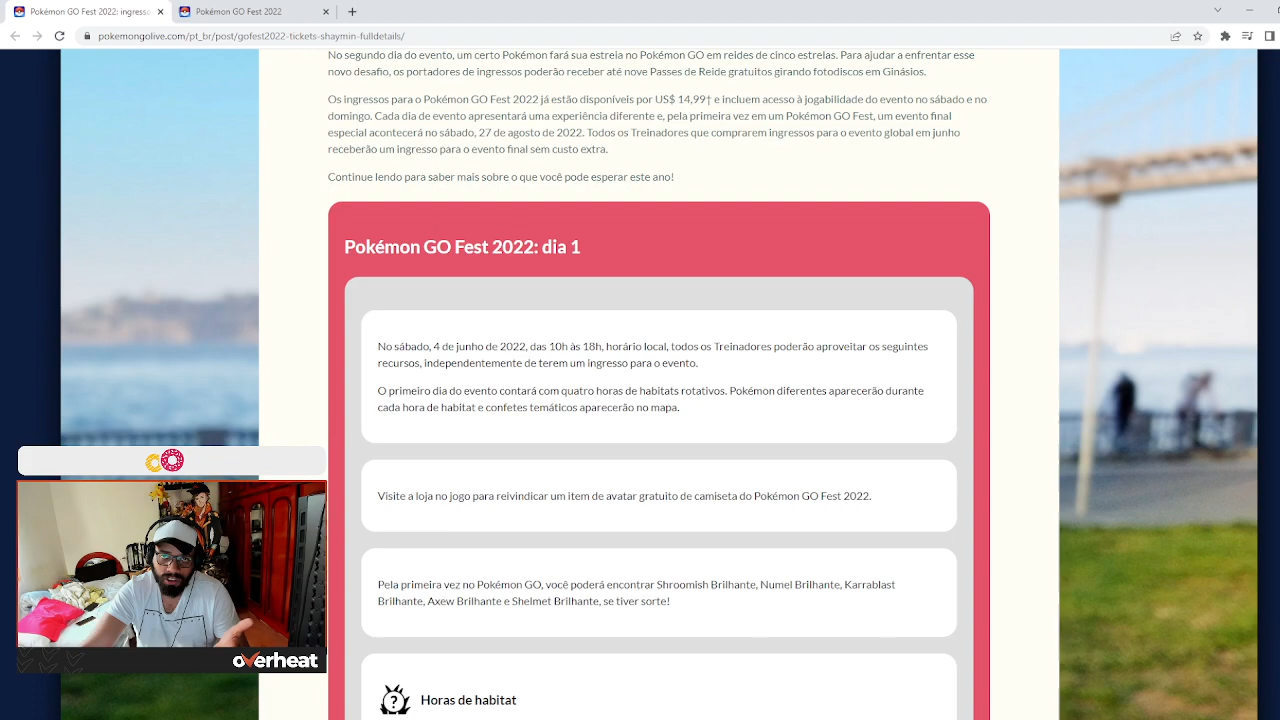 Pokémon GO Fest 2022: ingresso
Pokémon GO Fest 2022
pokemongolive.com/pt_br/post/gofest2022-tickets-shaymin-fulldetails/
No segundo dia do evento, um certo Pokémon fará sua estreia no Pokémon GO em reides de cinco estrelas. Para ajudar a enfrentar esse
novo desafio, os portadores de ingressos poderão receber até nove Passes de Reide gratuitos girando fotodiscos em Ginásios.
Os ingressos para o Pokémon GO Fest 2022 já estão disponíveis por US$ 14,99† e incluem acesso à jogabilidade do evento no sábado e no
domingo. Cada dia de evento apresentará uma experiência diferente e, pela primeira vez em um Pokémon GO Fest, um evento final
especial acontecerá no sábado, 27 de agosto de 2022. Todos os Treinadores que comprarem ingressos para o evento global em junho
receberão um ingresso para o evento final sem custo extra.
Continue lendo para saber mais sobre o que você pode esperar este ano!
Pokémon GO Fest 2022: dia 1
No sábado, 4 de junho de 2022, das 10h às 18h, horário local, todos os Treinadores poderão aproveitar os seguintes
recursos, independentemente de terem um ingresso para o evento.
O primeiro dia do evento contará com quatro horas de habitats rotativos. Pokémon diferentes aparecerão durante
cada hora de habitat e confetes temáticos aparecerão no mapa.
Visite a loja no jogo para reivindicar um item de avatar gratuito de camiseta do Pokémon GO Fest 2022.
Pela primeira vez no Pokémon GO, você poderá encontrar Shroomish Brilhante, Numel Brilhante, Karrablast
Brilhante, Axew Brilhante e Shelmet Brilhante, se tiver sorte!
? Horas de habitat
overheat